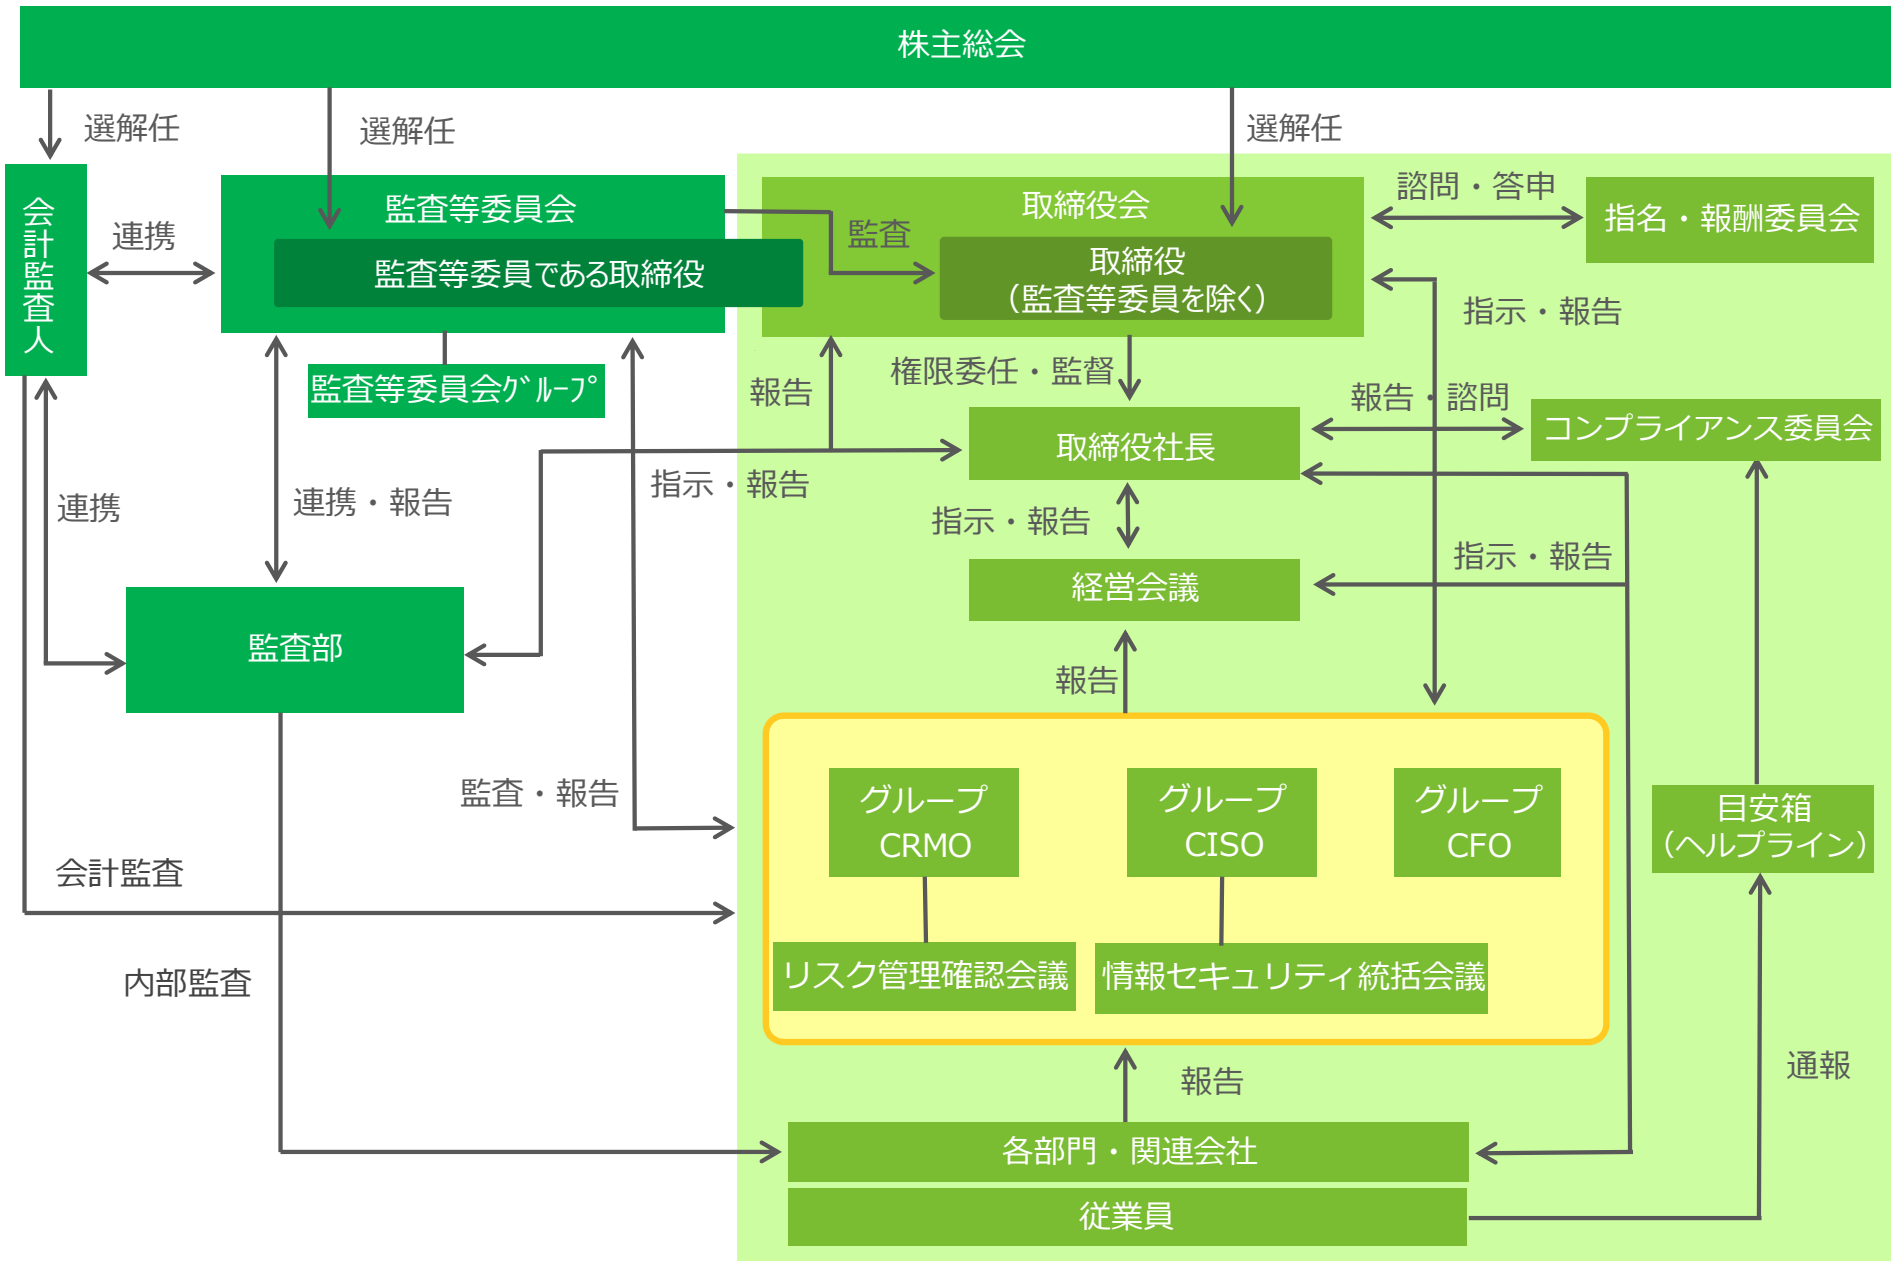 株主総会
選解任
選解任
選解任
会計監査人
連携
監査等委員会
監査等委員である取締役
監査
取締役会
取締役
（監査等委員を除く）
諮問・答申
指名・報酬委員会
指示・報告
監査等委員会ｸﾞﾙｰﾌﾟ
報告
権限委任・監督
報告・諮問
コンプライアンス委員会
取締役社長
連携
連携・報告
指示・報告
指示・報告
指示・報告
経営会議
監査部
報告
監査・報告
グループ
CRMO
グループ
CISO
グループ
CFO
目安箱
（ヘルプライン）
会計監査
内部監査
リスク管理確認会議
情報セキュリティ統括会議
報告
通報
各部門・関連会社
従業員